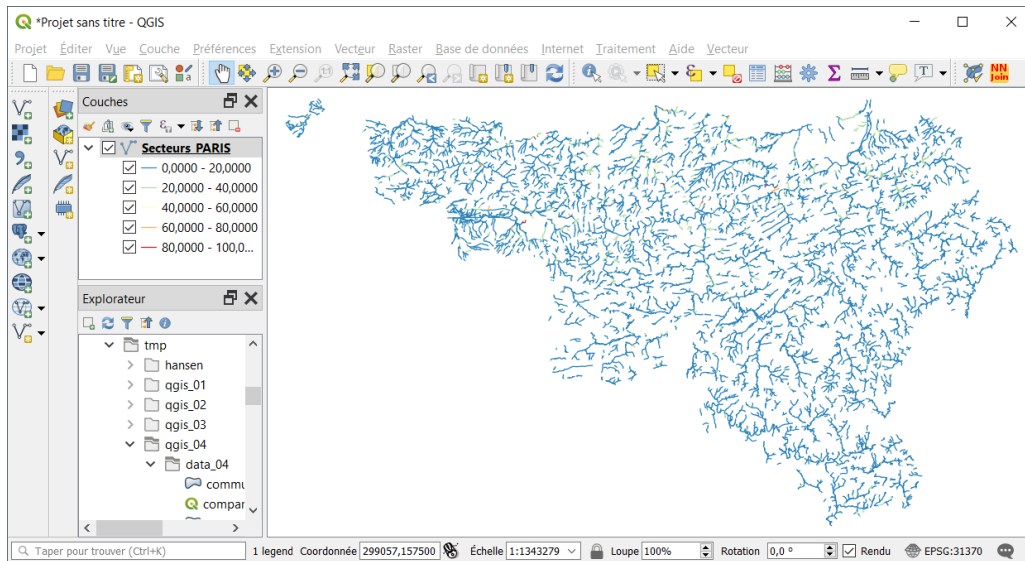 *Projet sans titre - QGIS
Projet Éditer Vue Couche Préférences Extension Vecteur Raster Base de données Internet Traitement Aide Vecteur
NN
Join
Couches
Secteurs PARIS
0,0000 - 20,0000
20,0000 - 40,0000
40,0000 - 60,0000
60,0000 - 80,0000
80,0000 - 100,0...
Explorateur
tmp
hansen
qgis_01
qgis_02
qgis_03
qgis_04
data_04
commu
compar
Taper pour trouver (Ctrl+K) 1 legend Coordonnée 299057,157500 Échelle 1:1343279 Loupe 100% Rotation 0,0 ° Rendu EPSG:31370